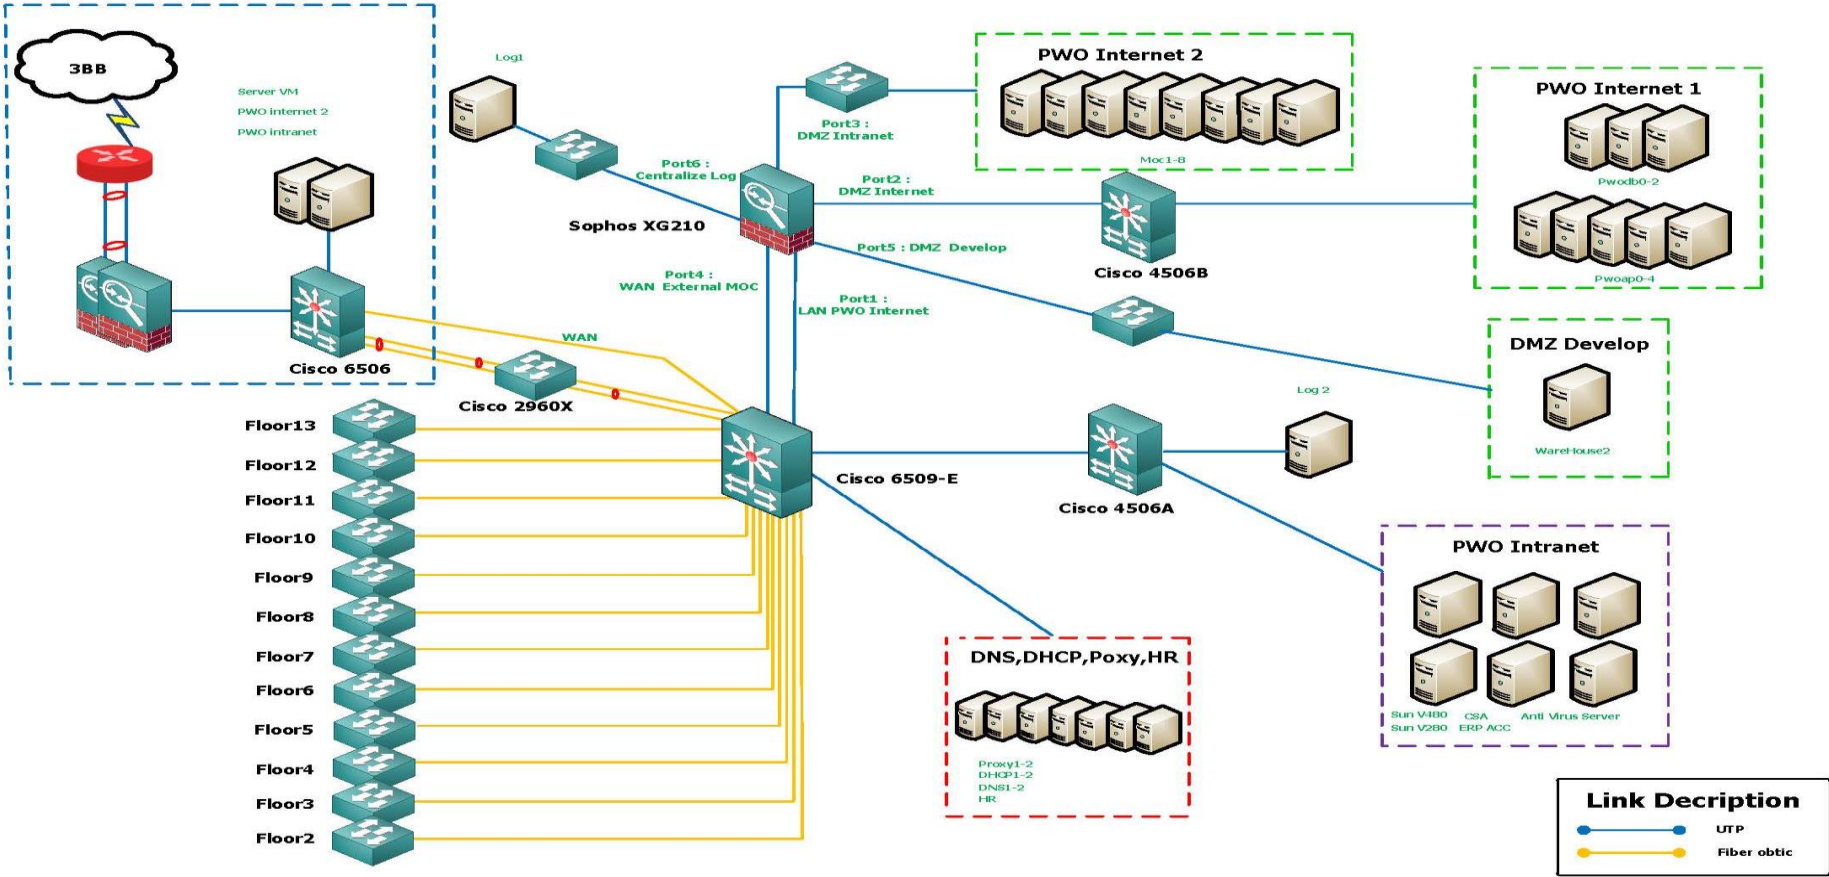 3BB
Server VM
PWO internet 2
PWO intranet
Cisco 6506
Log1
Port6 :
Centralize Log
Sophos XG210
Port3 :
DMZ Intranet
PWO Internet 2
Moc1-8
Port2 :
DMZ Internet
Cisco 4506B
PWO Internet 1
Pwodb0-2
Pwoap0-4
Port5 : DMZ Develop
Port4 :
WAN External MOC
Port1 :
LAN PWO Internet
WAN
Cisco 2960X
DMZ Develop
WareHouse2
Log 2
Cisco 6509-E
Cisco 4506A
Floor13
Floor12
Floor11
Floor10
Floor9
Floor8
Floor7
Floor6
Floor5
Floor4
Floor3
Floor2
PWO Intranet
Sun V480 CSA Anti Virus Server
Sun V280 ERP ACC
DNS,DHCP,Poxy,HR
Proxy1-2
DHCP1-2
DNS1-2
HR
Link Decription
UTP
Fiber obtic